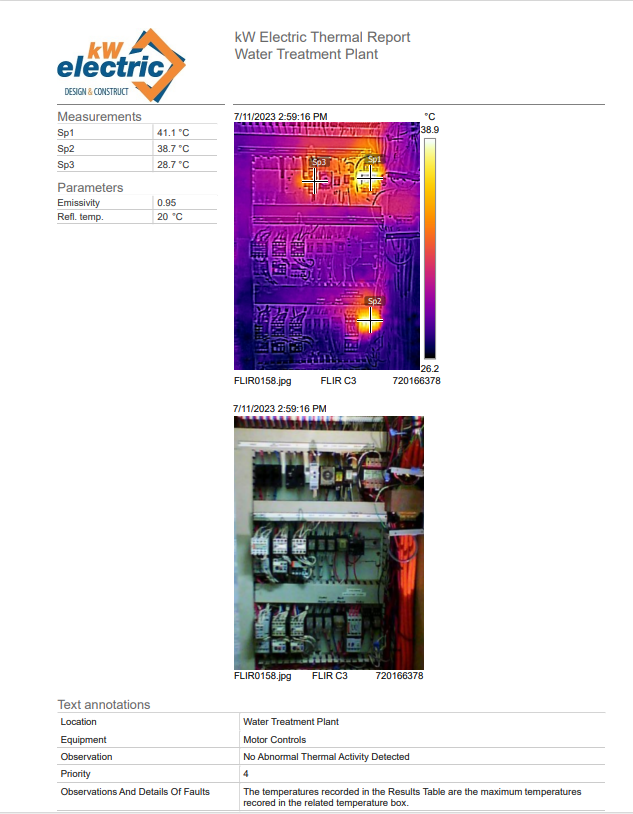 kW
electric
DESIGN & CONSTRUCT
kW Electric Thermal Report
Water Treatment Plant
Measurements
Sp1 41.1 °C
Sp2 38.7 °C
Sp3 28.7 °C
Parameters
Emissivity 0.95
Refl. temp. 20 °C
7/11/2023 2:59:16 PM
°C
38.9
Sp3
Sp1
Sp2
26.2
FLIR0158.jpg FLIR C3 720166378
7/11/2023 2:59:16 PM
FLIR0158.jpg FLIR C3 720166378
Text annotations
Location Water Treatment Plant
Equipment Motor Controls
Observation No Abnormal Thermal Activity Detected
Priority 4
Observations And Details Of Faults The temperatures recorded in the Results Table are the maximum temperatures
recored in the related temperature box.